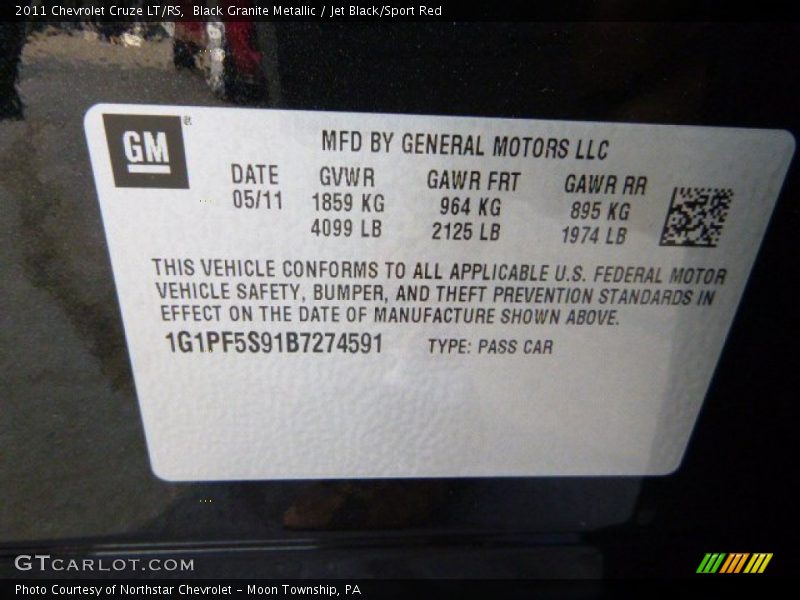 2011 Chevrolet Cruze LT/RS, Black Granite Metallic / Jet Black/Sport Red
GM®
MFD BY GENERAL MOTORS LLC
DATE GVWR GAWR FRT GAWR RR
05/11 1859 KG 964 KG 895 KG
4099 LB 2125 LB 1974 LB
THIS VEHICLE CONFORMS TO ALL APPLICABLE U.S. FEDERAL MOTOR
VEHICLE SAFETY, BUMPER, AND THEFT PREVENTION STANDARDS IN
EFFECT ON THE DATE OF MANUFACTURE SHOWN ABOVE.
1G1PF5S91B7274591 TYPE: PASS CAR
GTCARLOT.COM
Photo Courtesy of Northstar Chevrolet - Moon Township, PA